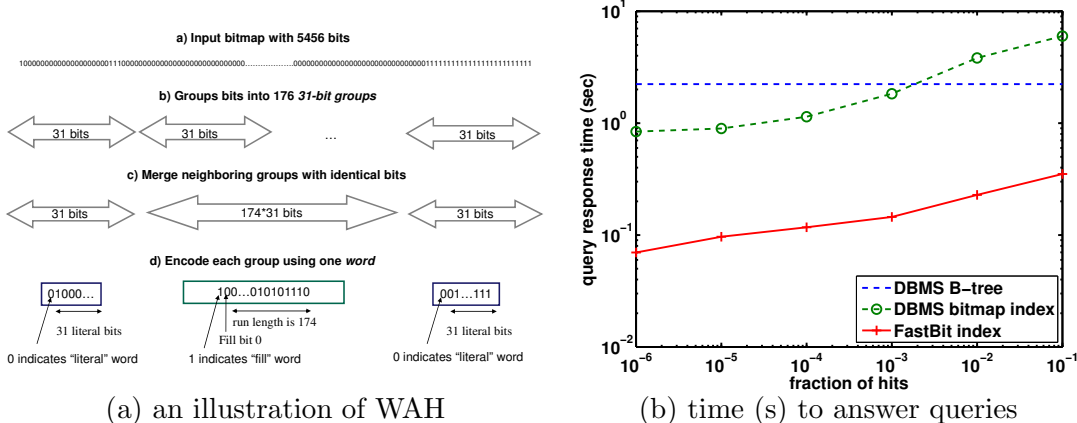 a) Input bitmap with 5456 bits
b) Groups bits into 176 31-bit groups
31 bits
31 bits
...
31 bits
c) Merge neighboring groups with identical bits
31 bits
174*31 bits
31 bits
d) Encode each group using one word
01000...
100...010101110
001...111
31 literal bits
run length is 174
31 literal bits
Fill bit 0
0 indicates “literal” word
1 indicates “fill” word
0 indicates “literal” word
(a) an illustration of WAH
query response time (sec)
10^1
10^0
10^-1
10^-2
DBMS B-tree
DBMS bitmap index
FastBit index
10^-6
10^-5
10^-4
10^-3
10^-2
10^-1
fraction of hits
(b) time (s) to answer queries